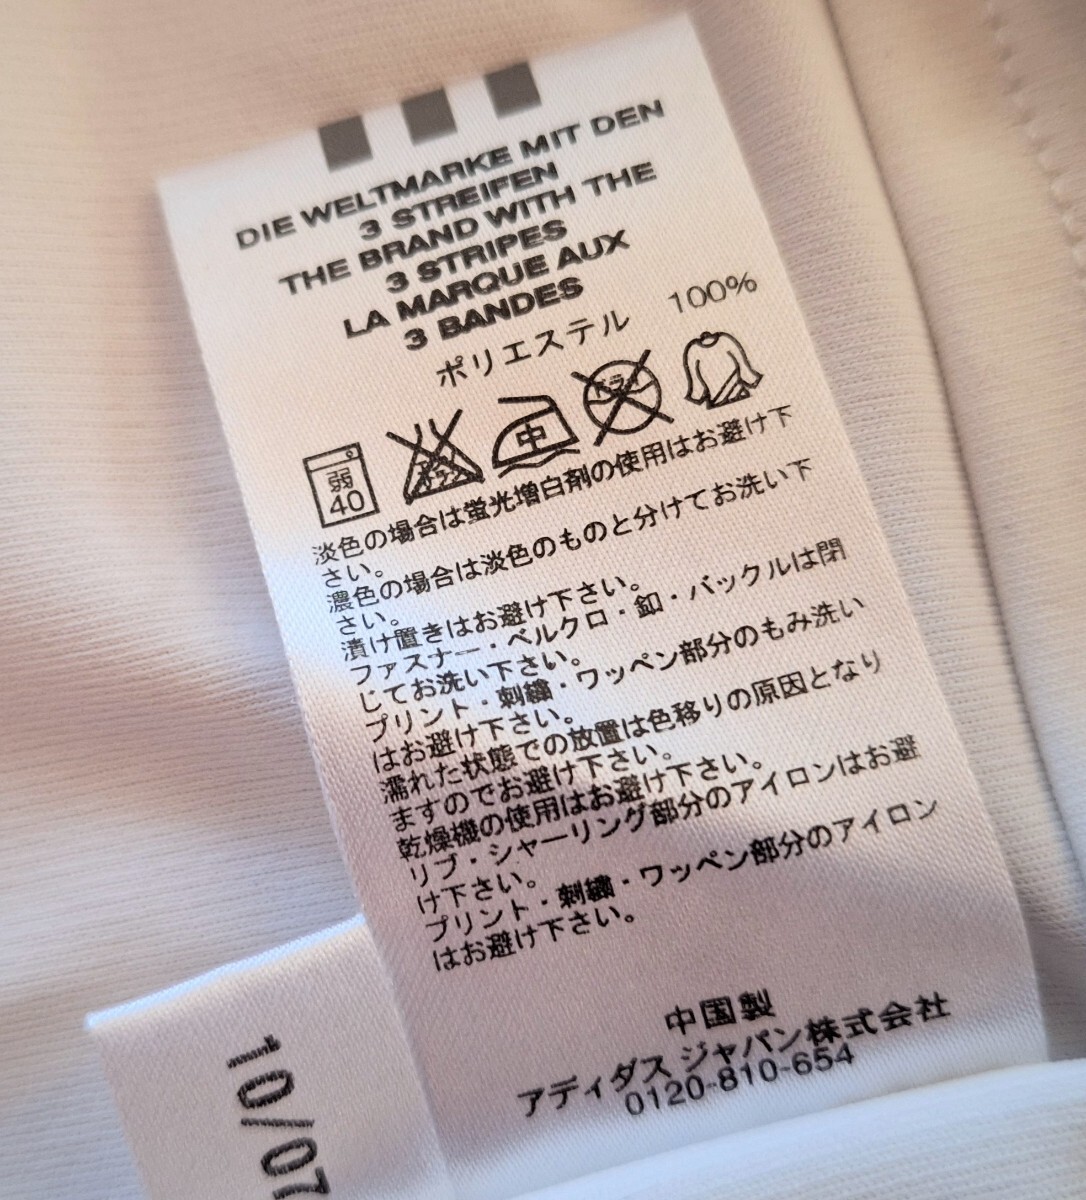 DIE WELTMARKE MIT DEN
3 STREIFEN
THE BRAND WITH THE
3 STRIPES
LA MARQUE AUX
3 BANDES
ポリエステル 100%
弱
40
エンソ
サラシ
中
ドライ
淡色の場合は蛍光増白剤の使用はお避け下
さい。
濃色の場合は淡色のものと分けてお洗い下
さい。
漬け置きはお避け下さい。
ファスナー・ベルクロ・釦・バックルは閉
じてお洗い下さい。
プリント・刺繍・ワッペン部分のもみ洗い
はお避け下さい。
濡れた状態での放置は色移りの原因となり
ますのでお避け下さい。
乾燥機の使用はお避け下さい。
リブ・シャーリング部分のアイロンはお避
け下さい。
プリント・刺繍・ワッペン部分のアイロン
はお避け下さい。
中国製
アディダス ジャパン株式会社
0120-810-654
10/07